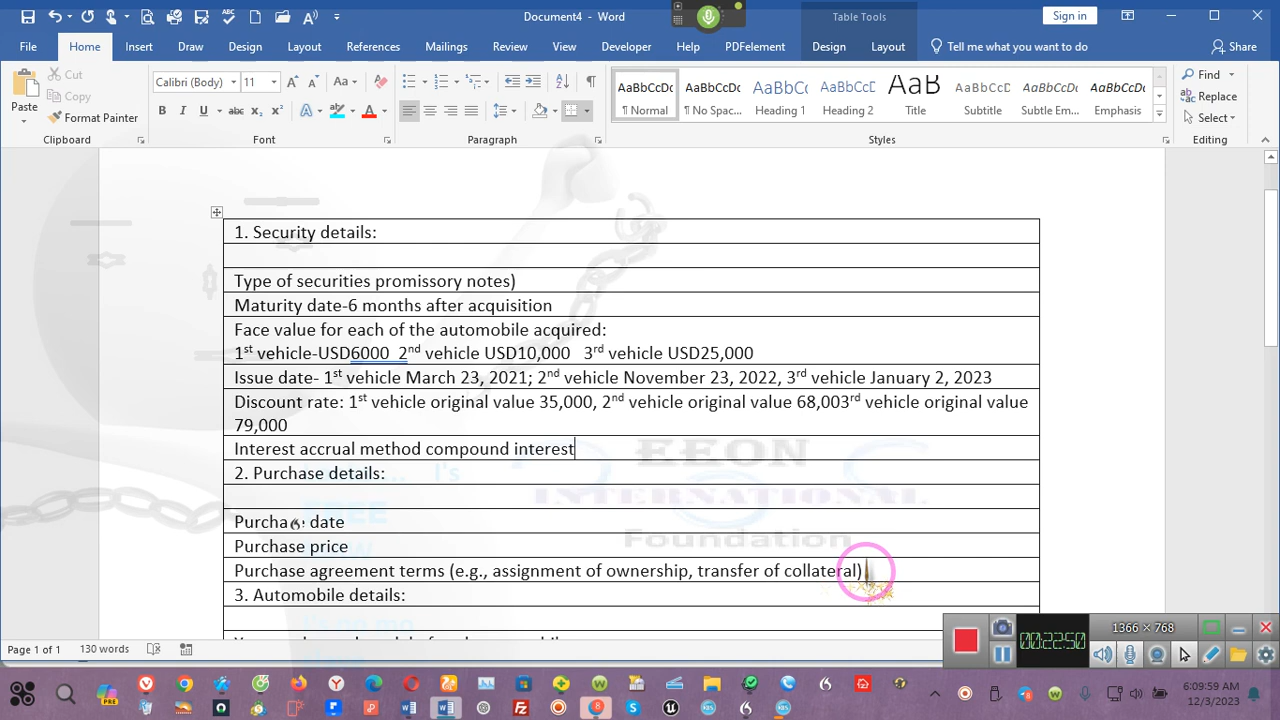 Document4 - Word
Table Tools
Sign in
File Home Insert Draw Design Layout References Mailings Review View Developer Help PDFelement Design Layout Tell me what you want to do Share
Paste
Cut
Copy
Format Painter
Clipboard
Calibri (Body) 11
Font
Paragraph
AaBbCcDc AaBbCcDc AaBbCc AaBbCcD AaB AaBbCcDc AaBbCcDc AaBbCcDc
¶ Normal ¶ No Spac... Heading 1 Heading 2 Title Subtitle Subtle Em... Emphasis
Styles
Find
Replace
Select
Editing
1. Security details:
Type of securities promissory notes)
Maturity date-6 months after acquisition
Face value for each of the automobile acquired:
1st vehicle-USD6000 2nd vehicle USD10,000 3rd vehicle USD25,000
Issue date- 1st vehicle March 23, 2021; 2nd vehicle November 23, 2022, 3rd vehicle January 2, 2023
Discount rate: 1st vehicle original value 35,000, 2nd vehicle original value 68,003rd vehicle original value
79,000
Interest accrual method compound interest
2. Purchase details:
Purchase date
Purchase price
Purchase agreement terms (e.g., assignment of ownership, transfer of collateral)
3. Automobile details:
EEON
INTERNATIONAL
Foundation
I's
FREE
1366 × 768
00:22:50
Page 1 of 1 130 words
6:09:59 AM
12/3/2023